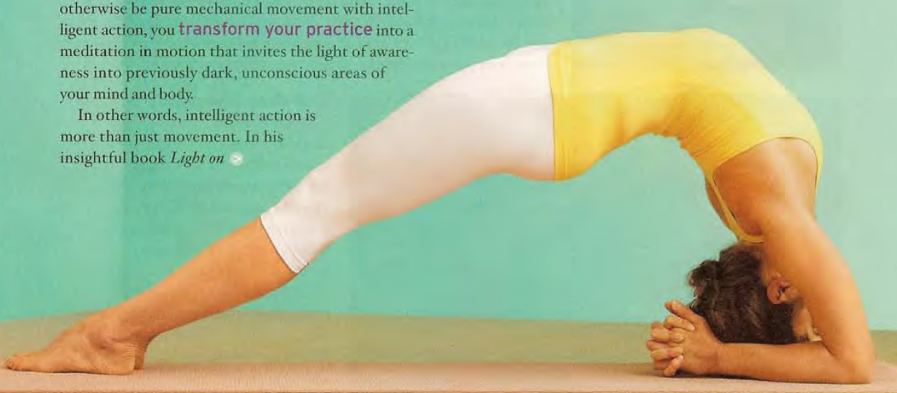 otherwise be pure mechanical movement with intel-
ligent action, you transform your practice into a
meditation in motion that invites the light of aware-
ness into previously dark, unconscious areas of
your mind and body.
In other words, intelligent action is
more than just movement. In his
insightful book Light on